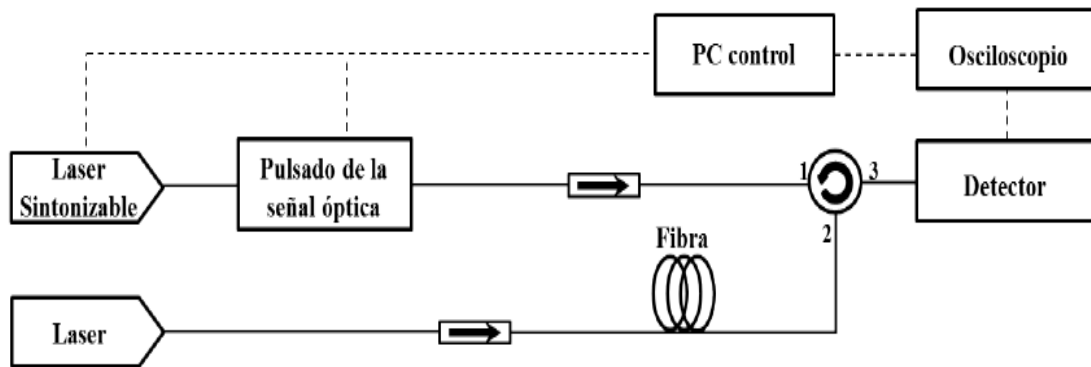 PC control
Osciloscopio
Laser
Sintonizable
Pulsado de la
señal óptica
1
3
2
Detector
Fibra
Laser